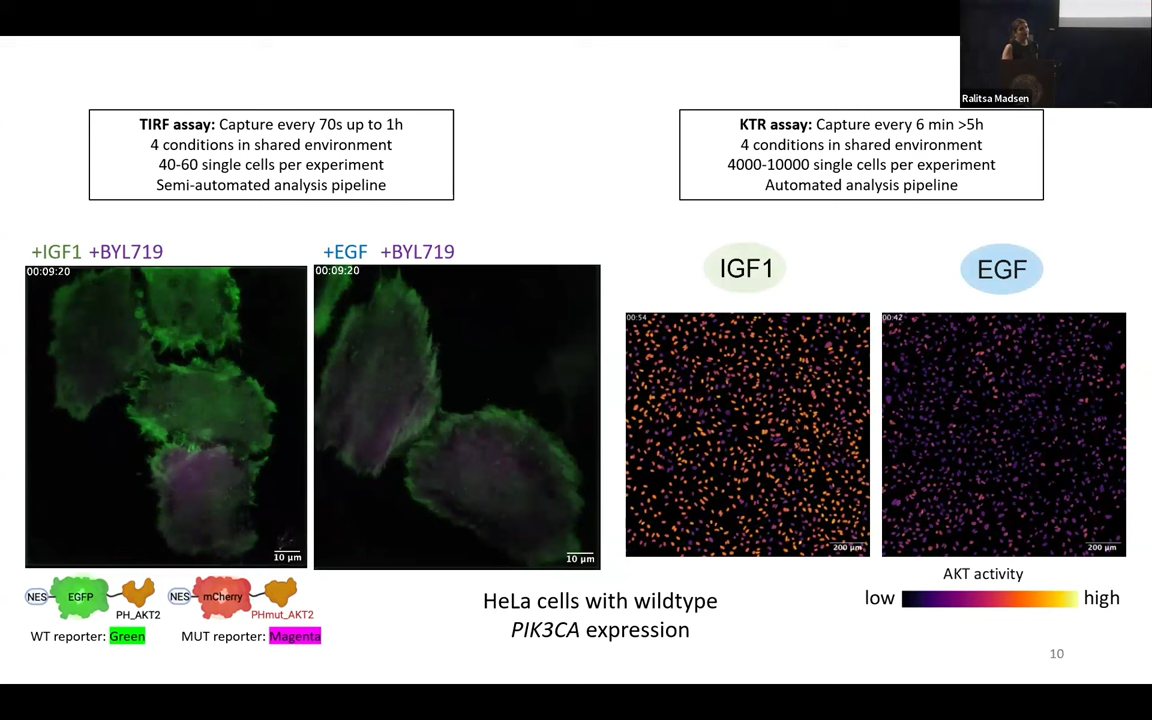 Ralitsa Madsen
TIRF assay: Capture every 70s up to 1h
4 conditions in shared environment
40-60 single cells per experiment
Semi-automated analysis pipeline
KTR assay: Capture every 6 min >5h
4 conditions in shared environment
4000-10000 single cells per experiment
Automated analysis pipeline
+IGF1 +BYL719
+EGF +BYL719
00:09:20
00:09:20
10 µm
10 µm
IGF1
EGF
00:54
00:42
200 µm
200 µm
NES EGFP PH_AKT2
NES mCherry PHmut_AKT2
WT reporter: Green
MUT reporter: Magenta
HeLa cells with wildtype
PIK3CA expression
AKT activity
low high
10